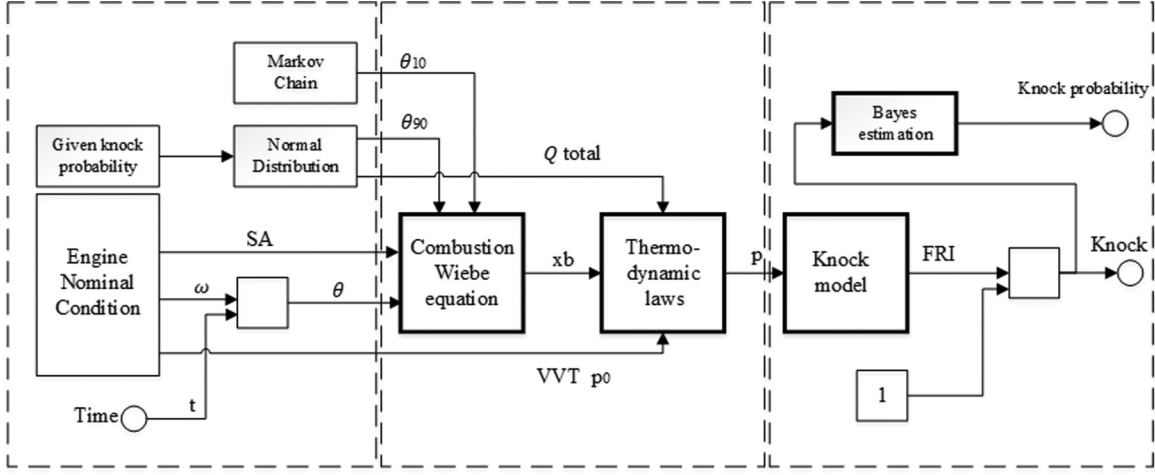 Markov
Chain
θ10
Given knock
probability
Normal
Distribution
θ90
Q total
Engine
Nominal
Condition
SA
ω
θ
Time
t
Combustion
Wiebe
equation
xb
Thermo-
dynamic
laws
VVT p0
p
Knock
model
FRI
1
Bayes
estimation
Knock probability
Knock